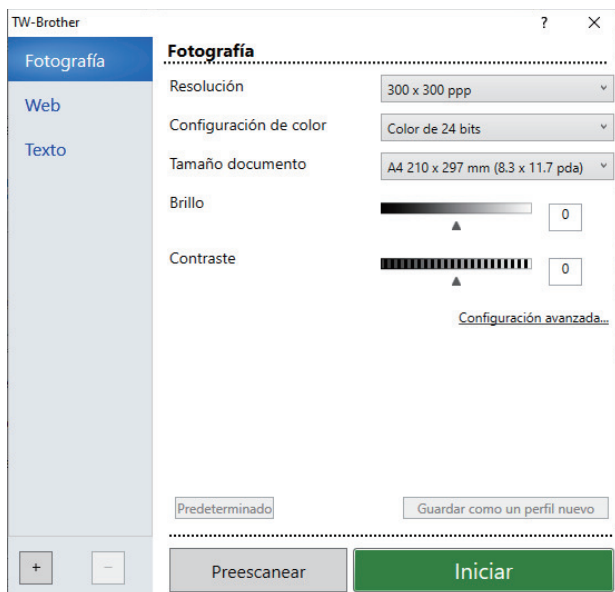 TW-Brother ? ×
Fotografía
Web
Texto
Fotografía
Resolución 300 x 300 ppp
Configuración de color Color de 24 bits
Tamaño documento A4 210 x 297 mm (8.3 x 11.7 pda)
Brillo 0
Contraste 0
Configuración avanzada...
Predeterminado Guardar como un perfil nuevo
+ − Preescanear Iniciar